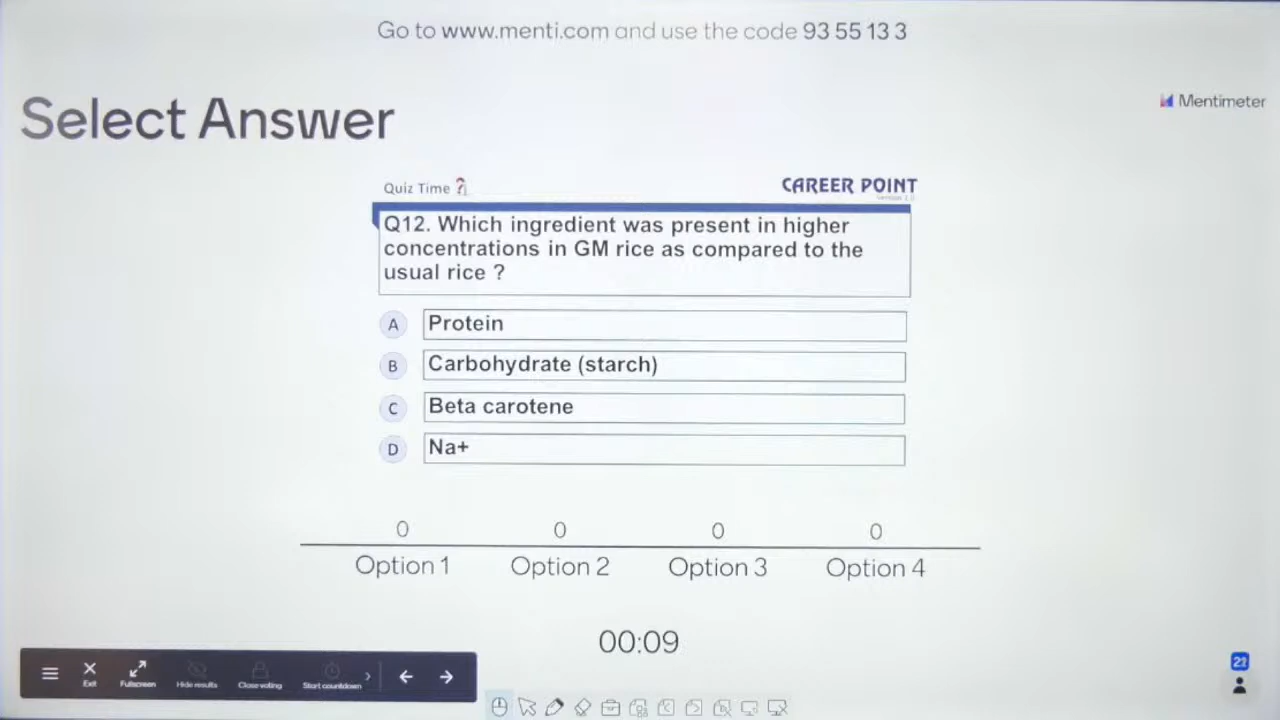 Go to www.menti.com and use the code 93 55 13 3
Select Answer
Mentimeter
Quiz Time ?
CAREER POINT
Q12. Which ingredient was present in higher
concentrations in GM rice as compared to the
usual rice ?
A Protein
B Carbohydrate (starch)
C Beta carotene
D Na+
0 0 0 0
Option 1 Option 2 Option 3 Option 4
00:09
Exit Fullscreen Hide results Close voting Start countdown